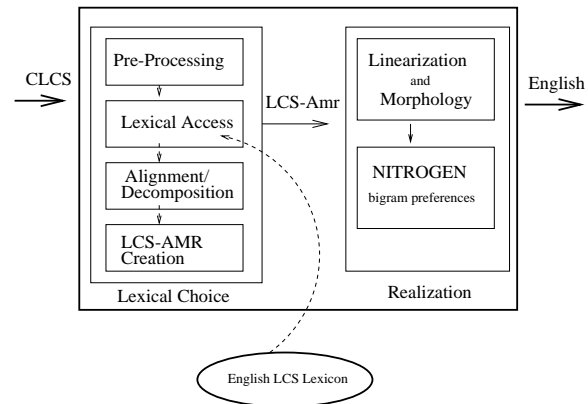 CLCS
Pre-Processing
Lexical Access
Alignment/
Decomposition
LCS-AMR
Creation
Lexical Choice
LCS-Amr
Linearization
and
Morphology
NITROGEN
bigram preferences
Realization
English
English LCS Lexicon